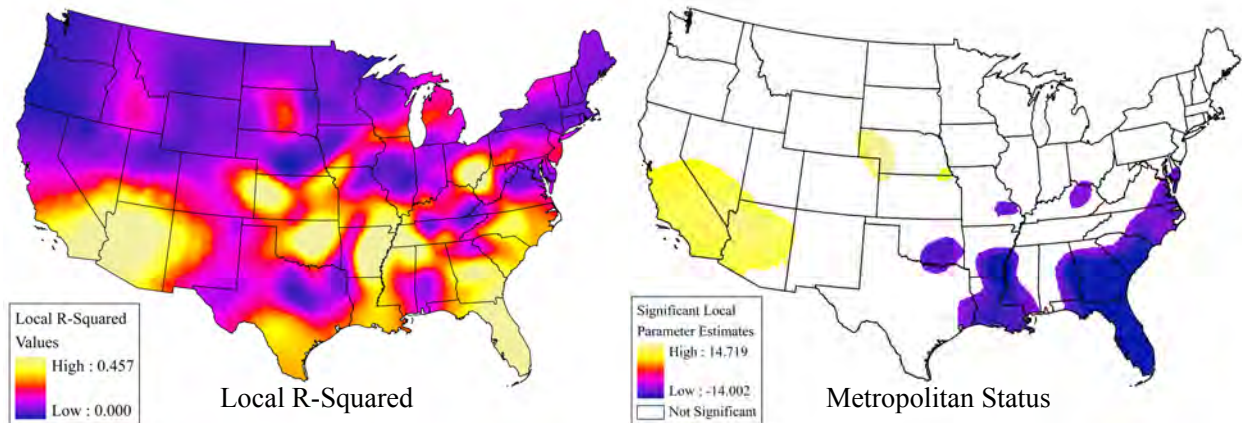 Local R-Squared
Values
High : 0.457
Low : 0.000
Local R-Squared
Significant Local
Parameter Estimates
High : 14.719
Low : -14.002
Not Significant
Metropolitan Status